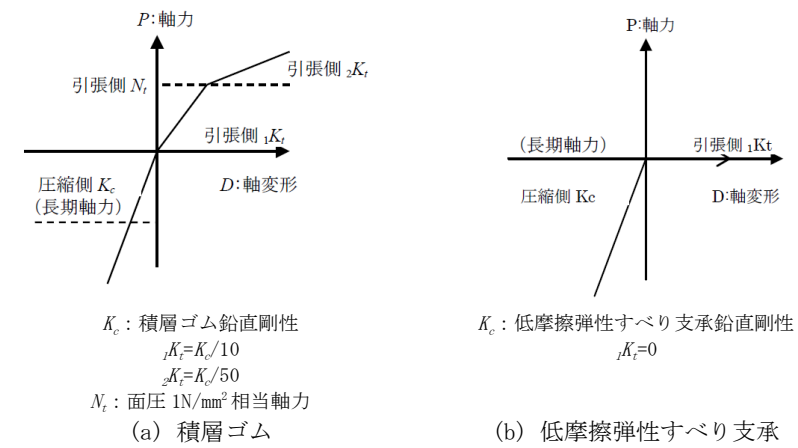 P:軸力
引張側 ₂Kₜ
引張側 Nₜ
引張側 ₁Kₜ
圧縮側 K꜀
(長期軸力)
D:軸変形
K꜀:積層ゴム鉛直剛性
₁Kₜ=K꜀/10
₂Kₜ=K꜀/50
Nₜ:面圧 1N/mm²相当軸力
(a) 積層ゴム
P:軸力
(長期軸力)
引張側 ₁Kt
圧縮側 Kc
D:軸変形
K꜀:低摩擦弾性すべり支承鉛直剛性
₁Kₜ=0
(b) 低摩擦弾性すべり支承